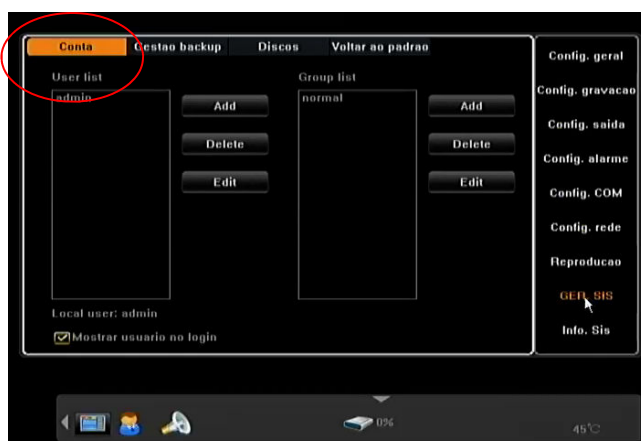 Conta Gestao backup Discos Voltar ao padrao
User list Group list
admin normal
Add Add
Delete Delete
Edit Edit
Local user: admin
Mostrar usuario no login
Config. geral
Config. gravacao
Config. saida
Config. alarme
Config. COM
Config. rede
Reproducao
GER. SIS
Info. Sis
0%
45°C